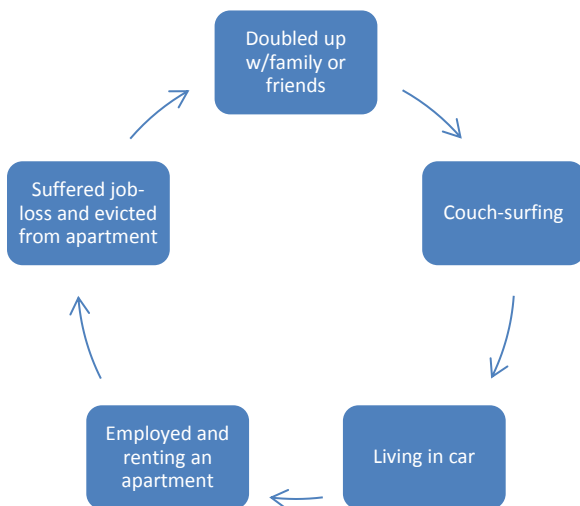 Doubled up
w/family or
friends
Couch-surfing
Living in car
Employed and
renting an
apartment
Suffered job-
loss and evicted
from apartment